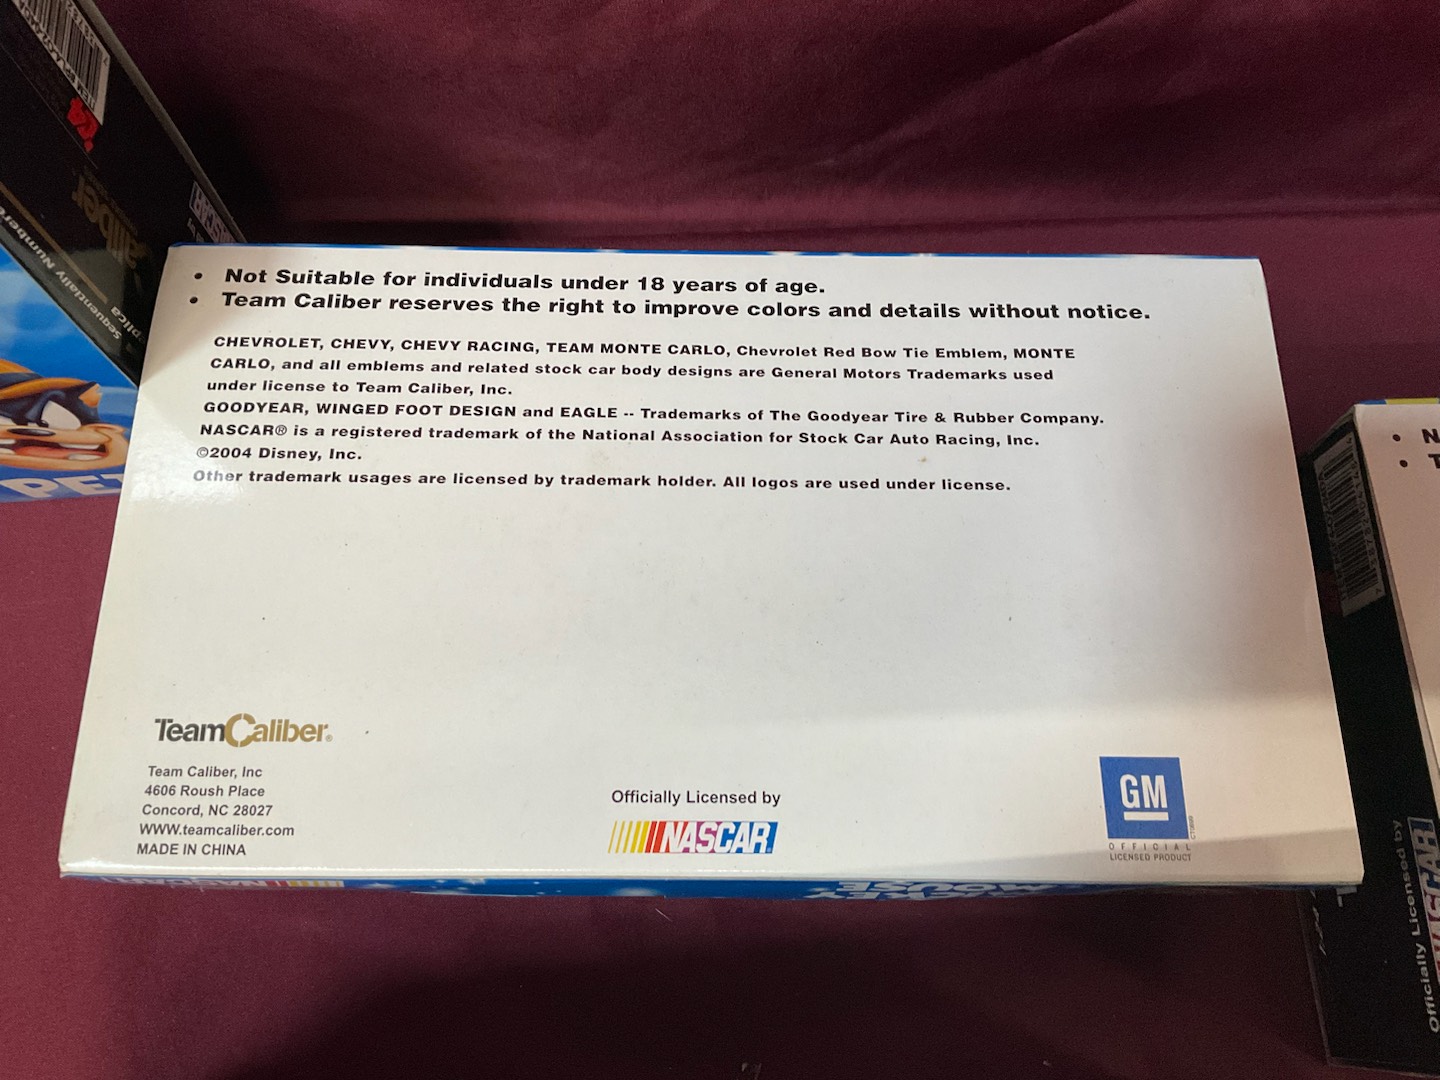 • Not Suitable for individuals under 18 years of age.
• Team Caliber reserves the right to improve colors and details without notice.
CHEVROLET, CHEVY, CHEVY RACING, TEAM MONTE CARLO, Chevrolet Red Bow Tie Emblem, MONTE
CARLO, and all emblems and related stock car body designs are General Motors Trademarks used
under license to Team Caliber, Inc.
GOODYEAR, WINGED FOOT DESIGN and EAGLE -- Trademarks of The Goodyear Tire & Rubber Company.
NASCAR® is a registered trademark of the National Association for Stock Car Auto Racing, Inc.
©2004 Disney, Inc.
Other trademark usages are licensed by trademark holder. All logos are used under license.
TeamCaliber®
Team Caliber, Inc
4606 Roush Place
Concord, NC 28027
WWW.teamcaliber.com
MADE IN CHINA
Officially Licensed by
NASCAR
GM
OFFICIAL
LICENSED PRODUCT
MOUSE
NASCAR
Sequentially
PET
Officially Licensed by
NASCAR